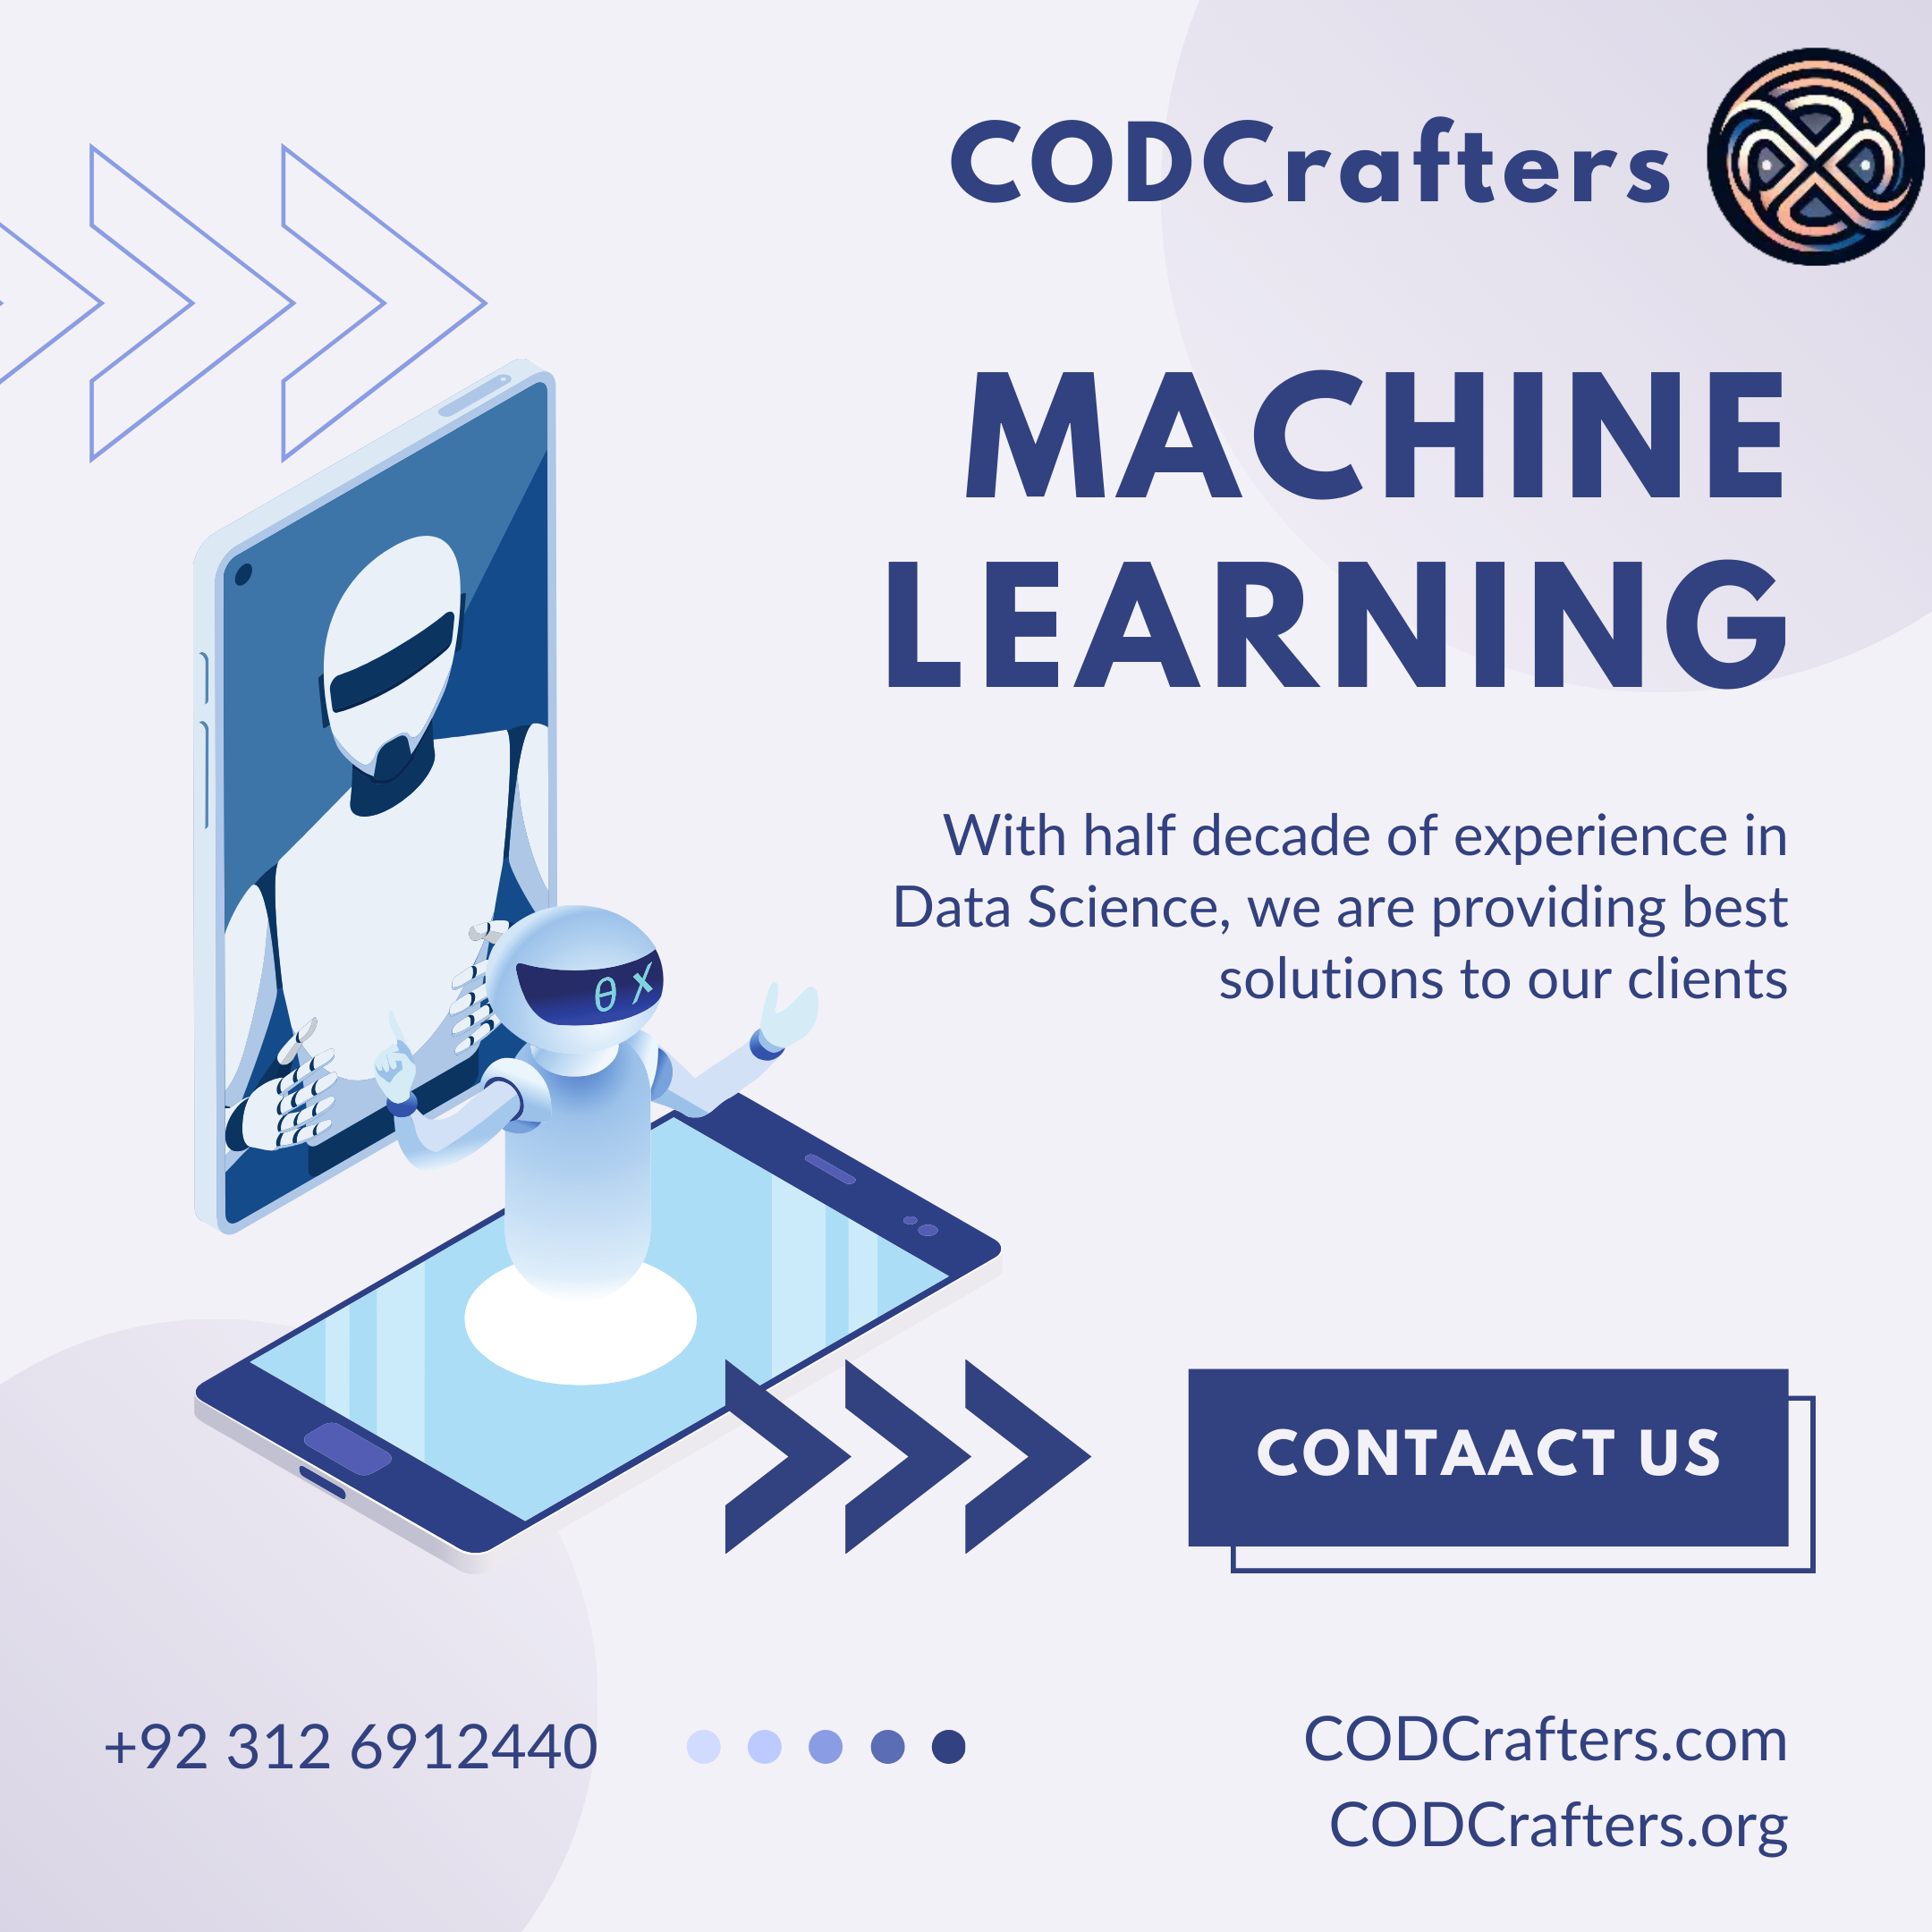 CODCrafters
MACHINE
LEARNING
With half decade of experience in
Data Science, we are providing best
solutions to our clients
θ X
CONTAACT US
+92 312 6912440
CODCrafters.com
CODCrafters.org